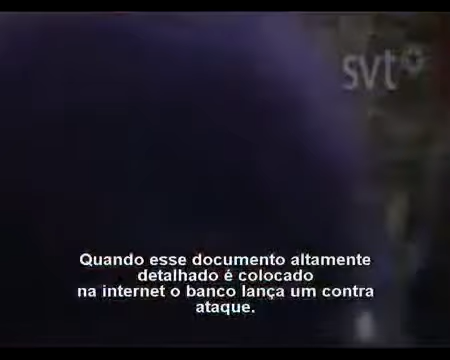 svt
Quando esse documento altamente
detalhado é colocado
na internet o banco lança um contra
ataque.